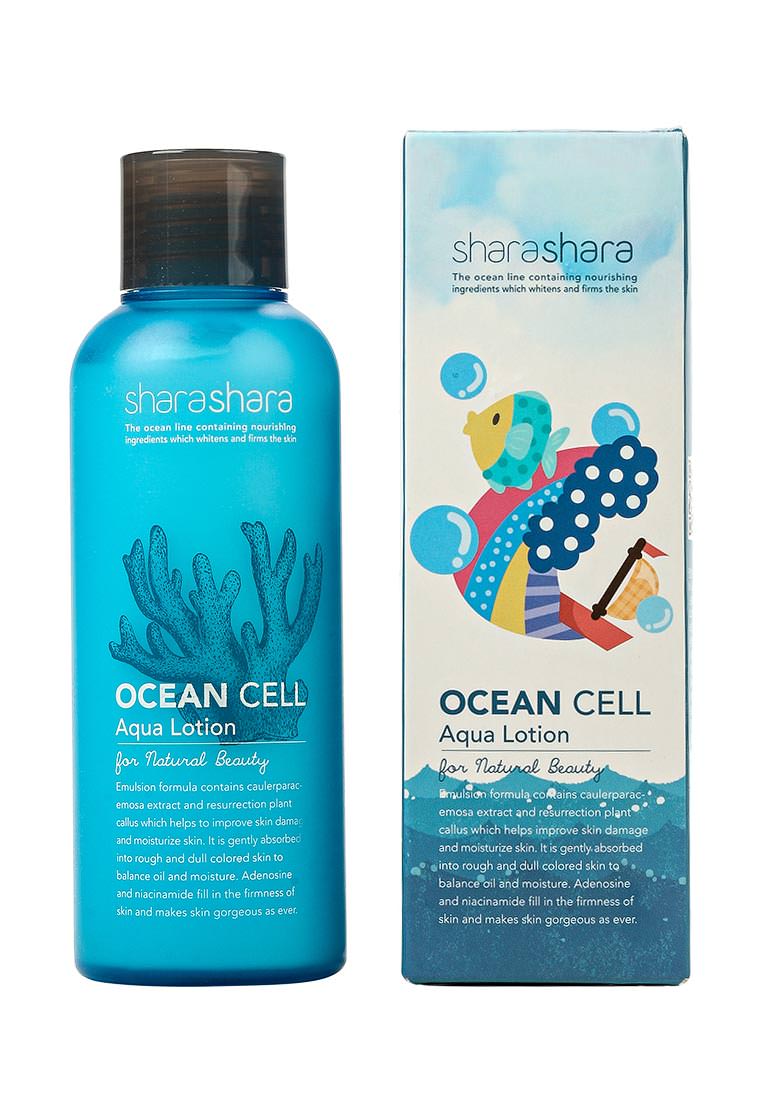 sharashara
The ocean line containing nourishing
ingredients which whitens and firms the skin
OCEAN CELL
Aqua Lotion
for Natural Beauty
Emulsion formula contains caulerparac-
emosa extract and resurrection plant
callus which helps to improve skin damag
and moisturize skin. It is gently absorbed
into rough and dull colored skin to
balance oil and moisture. Adenosine
and niacinamide fill in the firmness of
skin and makes skin gorgeous as ever.
sharashara
The ocean line containing nourishing
ingredients which whitens and firms the skin
OCEAN CELL
Aqua Lotion
for Natural Beauty
Emulsion formula contains caulerparac-
emosa extract and resurrection plant
callus which helps improve skin damage
and moisturize skin. It is gently absorbed
into rough and dull colored skin to
balance oil and moisture. Adenosine
and niacinamide fill in the firmness of
skin and makes skin gorgeous as ever.